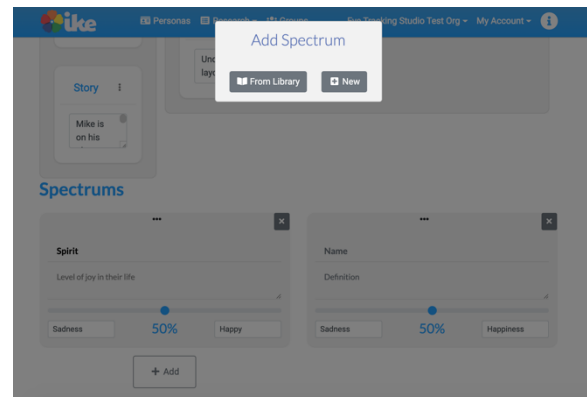 ike
Personas
Research
Groups
Eye Tracking Studio Test Org
My Account
Add Spectrum
From Library
New
Story
Mike is
on his
Spectrums
Spirit
Level of joy in their life
Sadness
50%
Happy
Name
Definition
Sadness
50%
Happiness
+ Add